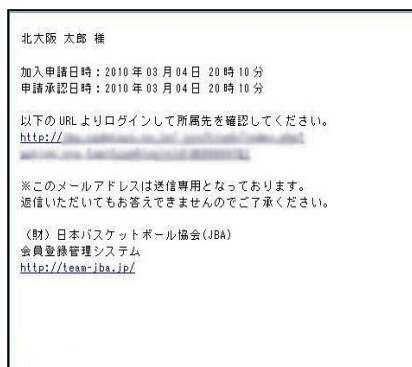 北大阪 太郎 様
加入申請日時：2010 年 03 月 04 日 20 時 10 分
申請承認日時：2010 年 03 月 04 日 20 時 10 分
以下の URL よりログインして所属先を確認してください。
http://
※このメールアドレスは送信専用となっております。
返信いただいてもお答えできませんのでご了承ください。
（財）日本バスケットボール協会(JBA)
会員登録管理システム
http://team-jba.jp/